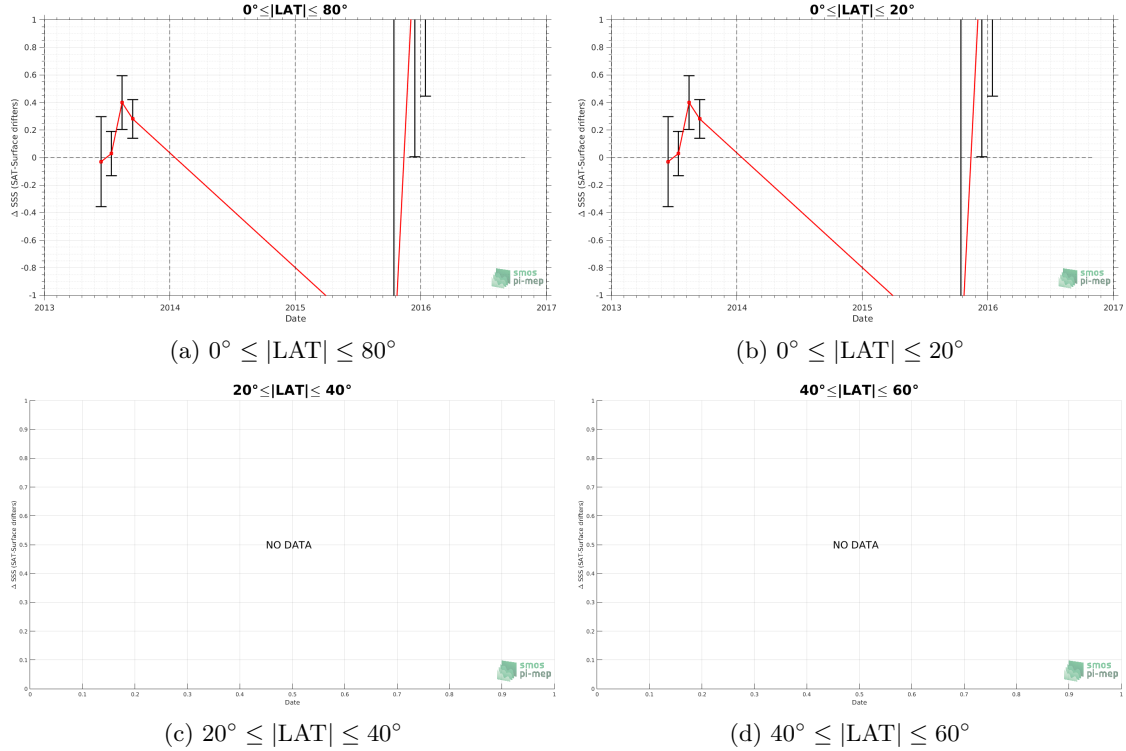 0°≤|LAT|≤ 80°
1
0.8
0.6
0.4
0.2
0
-0.2
-0.4
-0.6
-0.8
-1
Δ SSS (SAT-Surface drifters)
2013
2014
2015
2016
2017
Date
smos
pi-mep
(a) 0° ≤ |LAT| ≤ 80°
0°≤|LAT|≤ 20°
1
0.8
0.6
0.4
0.2
0
-0.2
-0.4
-0.6
-0.8
-1
Δ SSS (SAT-Surface drifters)
2013
2014
2015
2016
2017
Date
smos
pi-mep
(b) 0° ≤ |LAT| ≤ 20°
20°≤|LAT|≤ 40°
1
0.9
0.8
0.7
0.6
0.5
0.4
0.3
0.2
0.1
0
Δ SSS (SAT-Surface drifters)
NO DATA
0
0.1
0.2
0.3
0.4
0.5
0.6
0.7
0.8
0.9
1
Date
smos
pi-mep
(c) 20° ≤ |LAT| ≤ 40°
40°≤|LAT|≤ 60°
1
0.9
0.8
0.7
0.6
0.5
0.4
0.3
0.2
0.1
0
Δ SSS (SAT-Surface drifters)
NO DATA
0
0.1
0.2
0.3
0.4
0.5
0.6
0.7
0.8
0.9
1
Date
smos
pi-mep
(d) 40° ≤ |LAT| ≤ 60°